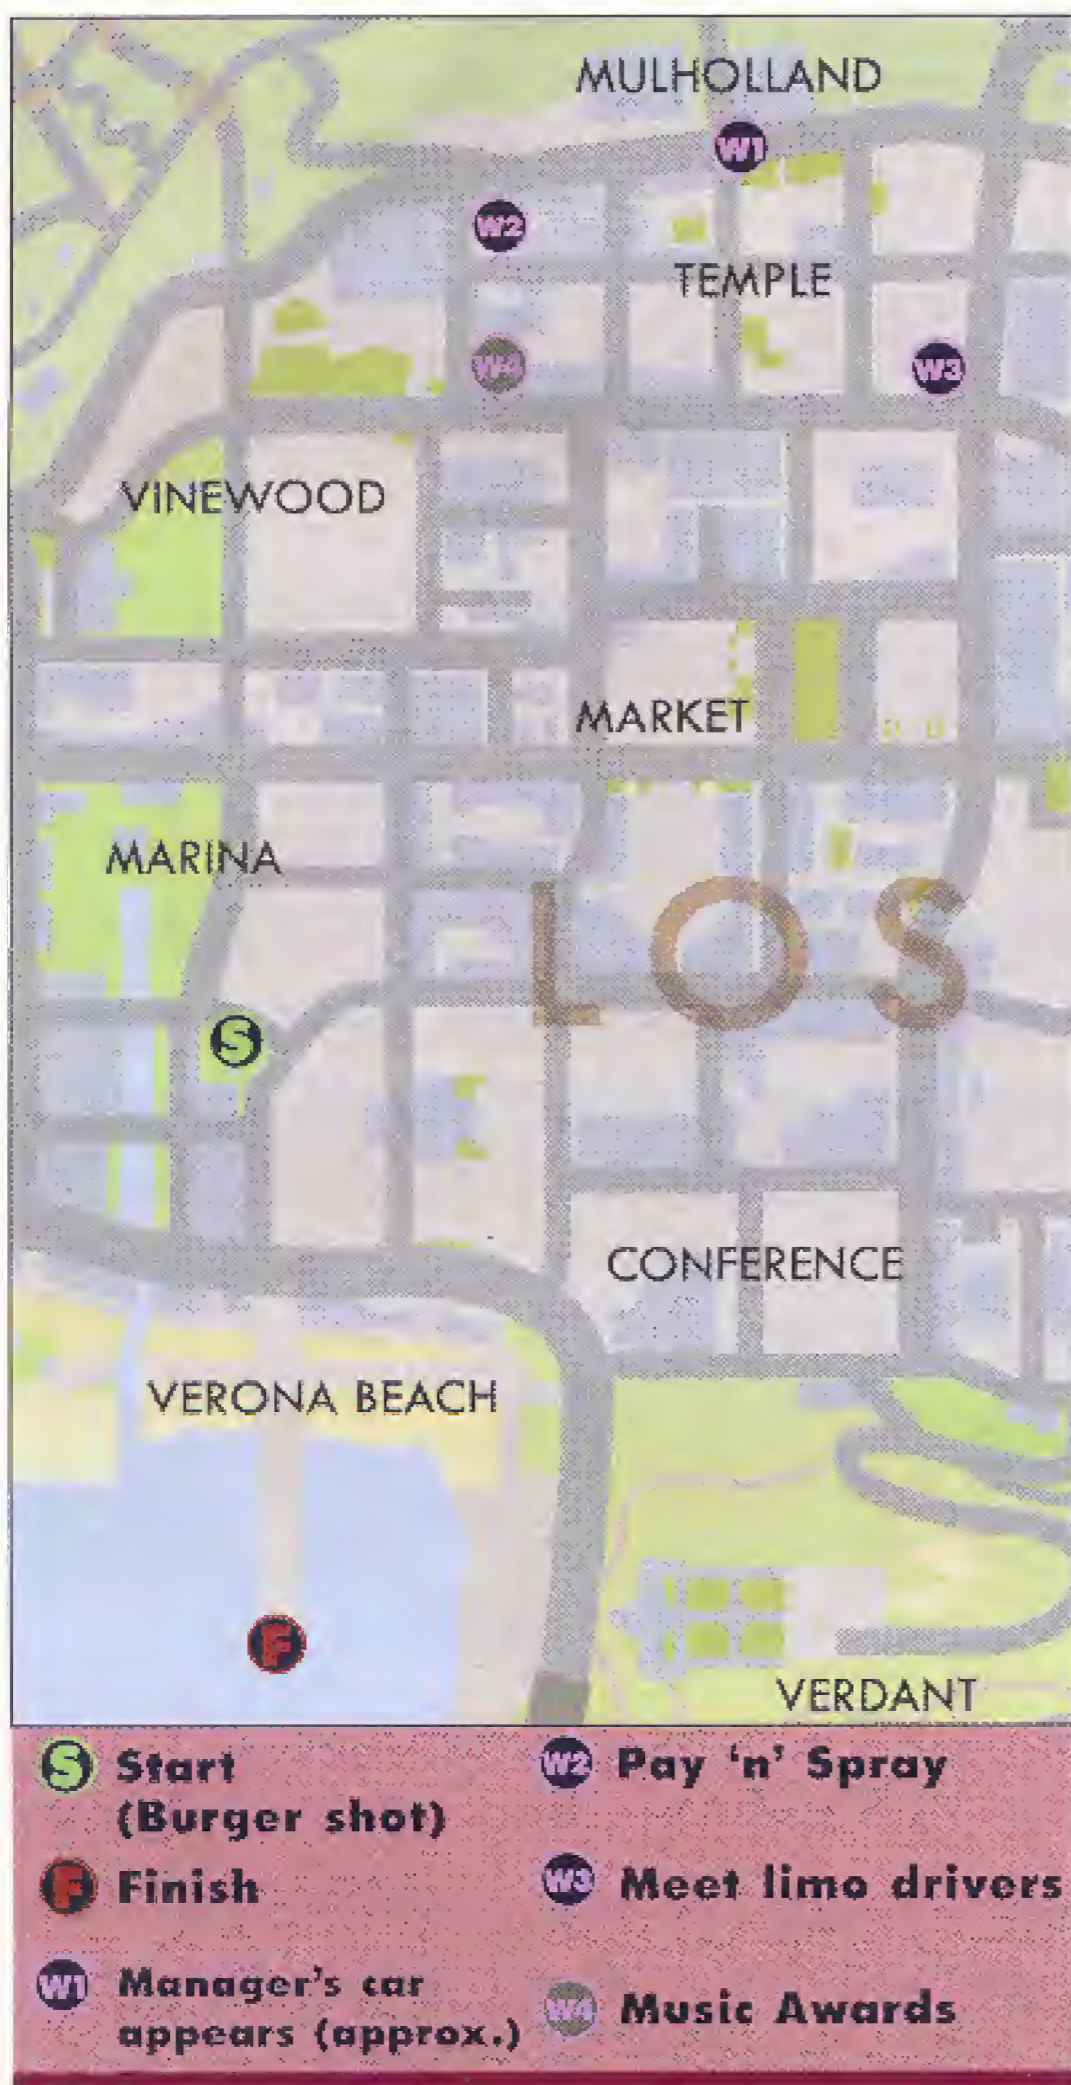 MULHOLLAND
W1
W2
TEMPLE
W4
W3
VINEWOOD
MARKET
MARINA
LOS
S
CONFERENCE
VERONA BEACH
F
VERDANT
S Start
(Burger shot)
F Finish
W1 Manager's car
appears (approx.)
W2 Pay 'n' Spray
W3 Meet limo drivers
W4 Music Awards